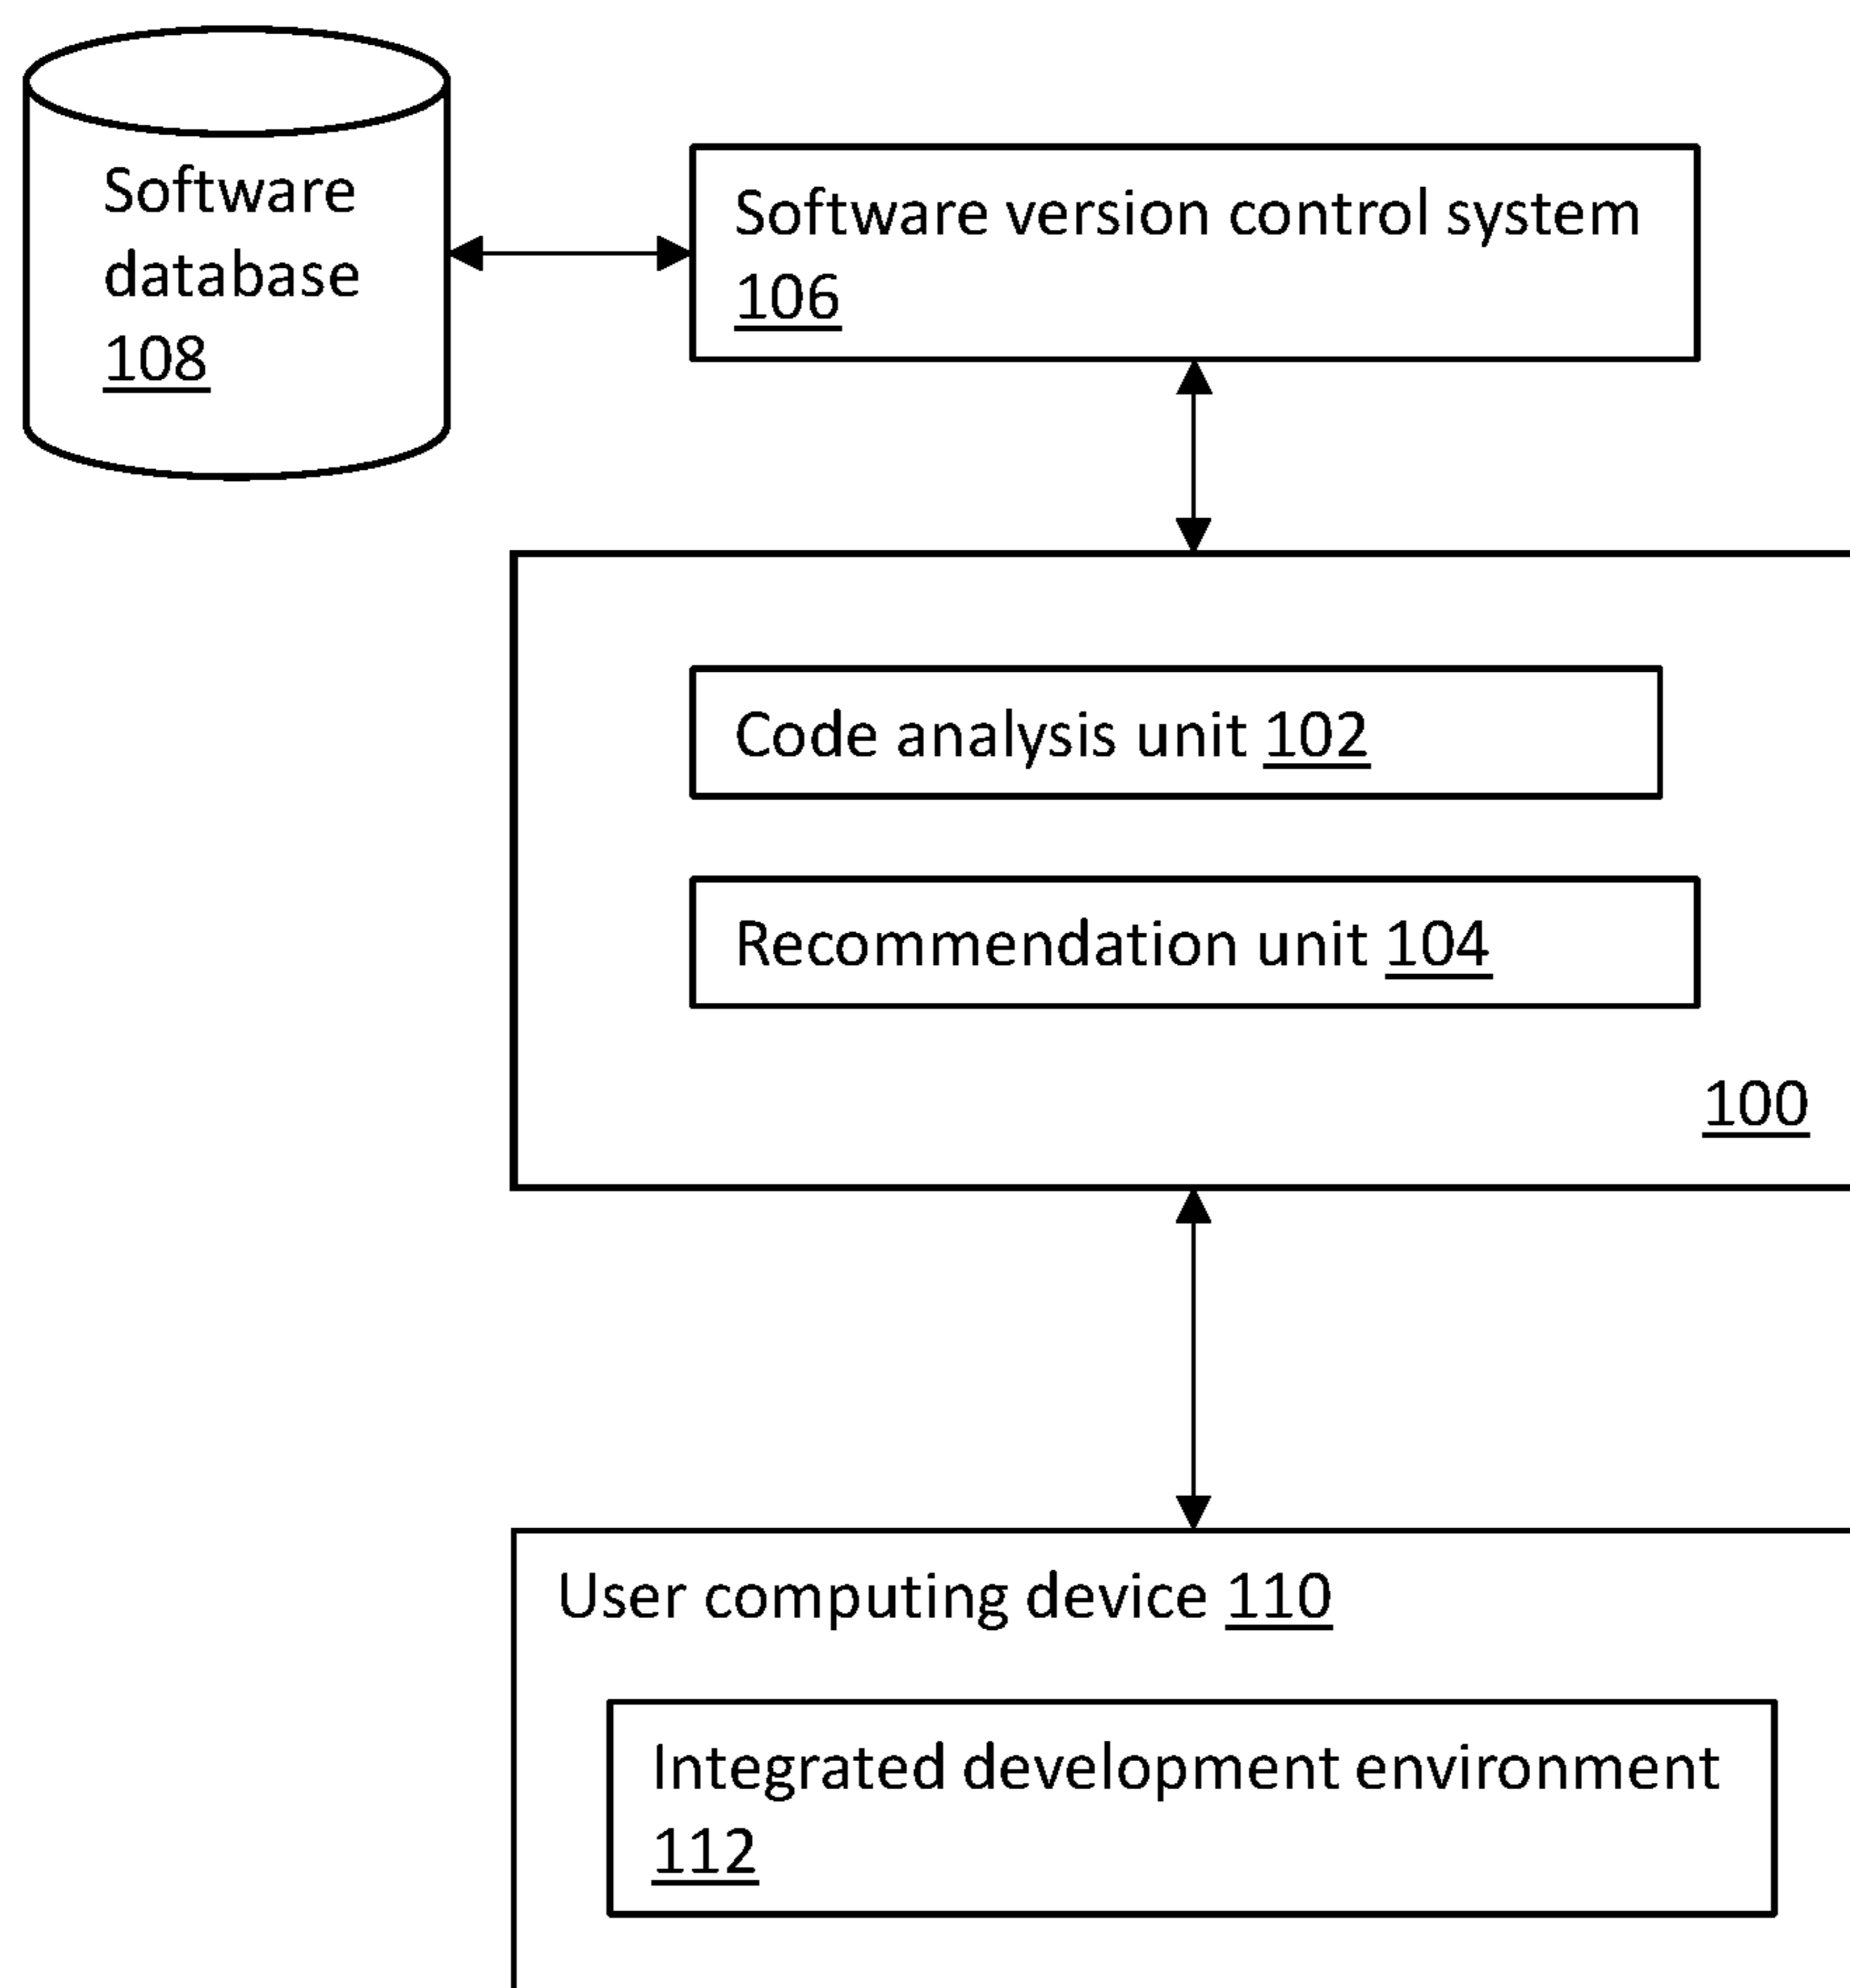 Software
database
108
Software version control system
106
Code analysis unit 102
Recommendation unit 104
100
User computing device 110
Integrated development environment
112